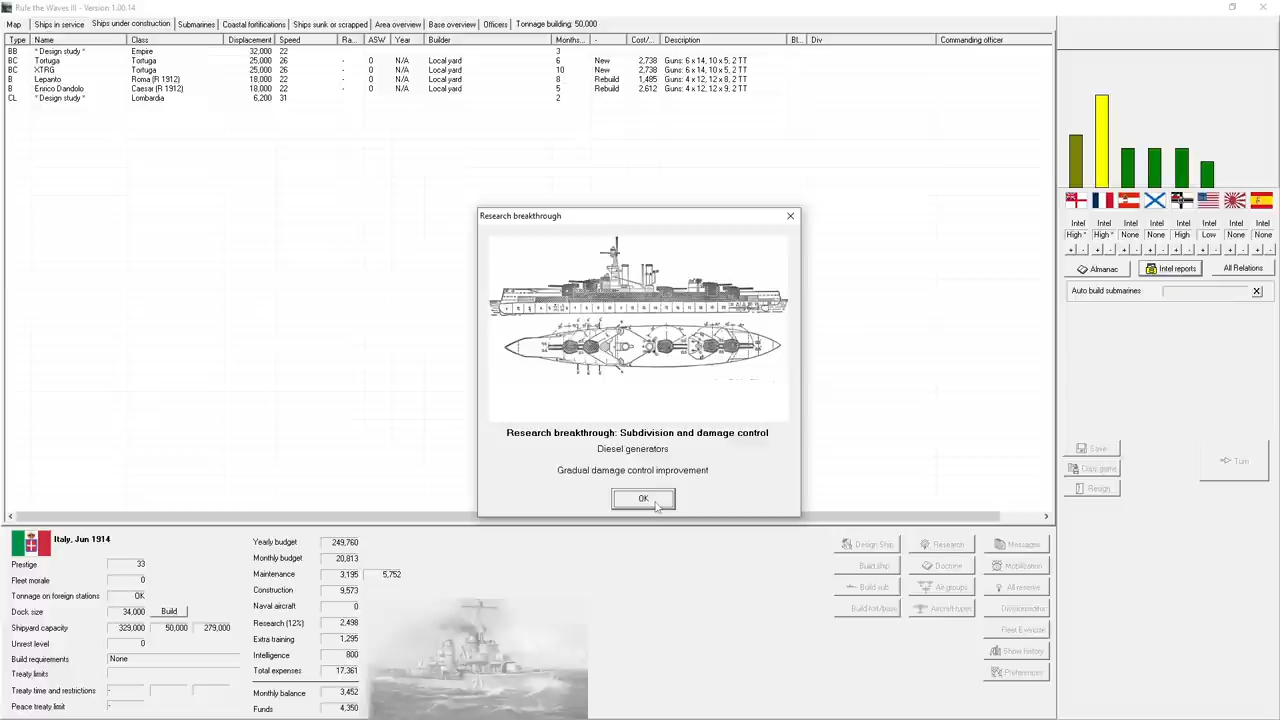 Rule the Waves III - Version 1.00.14
Map Ships in service Ships under construction Submarines Coastal fortifications Ships sunk or scrapped Area overview Base overview Officers Tonnage building: 50,000
Type Name Class Displacement Speed Ra... ASW Year Builder Months... - Cost/... Description Bl... Div Commanding officer
BB * Design study * Empire 32,000 22 3
BC Tortuga Tortuga 25,000 26 - 0 N/A Local yard 6 New 2,738 Guns: 6 x 14, 10 x 5, 2 TT
BC XTRG Tortuga 25,000 26 - 0 N/A Local yard 10 New 2,738 Guns: 6 x 14, 10 x 5, 2 TT
B Lepanto Roma (R 1912) 18,000 22 - 0 N/A Local yard 8 Rebuild 1,485 Guns: 4 x 12, 12 x 8, 2 TT
B Enrico Dandolo Caesar (R 1912) 18,000 22 - 0 N/A Local yard 5 Rebuild 2,612 Guns: 4 x 12, 12 x 9, 2 TT
CL * Design study * Lombardia 6,200 31 2
Research breakthrough
Research breakthrough: Subdivision and damage control
Diesel generators
Gradual damage control improvement
OK
Intel Intel Intel Intel Intel Intel Intel Intel
High * High * None None High Low None None
+ - + - + - + - + - + - + - + -
Almanac Intel reports All Relations
Auto build submarines
Save
Copy game
Resign
Turn
Italy, Jun 1914
Prestige 33
Fleet morale 0
Tonnage on foreign stations OK
Dock size 34,000 Build
Shipyard capacity 329,000 50,000 279,000
Unrest level 0
Build requirements None
Treaty limits
Treaty time and restrictions - 
Peace treaty limit -
Yearly budget 249,760
Monthly budget 20,813
Maintenance 3,195 5,752
Construction 9,573
Naval aircraft 0
Research (12%) 2,498
Extra training 1,295
Intelligence 800
Total expenses 17,361
Monthly balance 3,452
Funds 4,350
Design Ship Research Messages
Build ship Doctrine Mobilization
Build sub Air groups All reserve
Build fort/base Aircraft types Divisionmaker
Fleet Exercise
Show history
Preferences